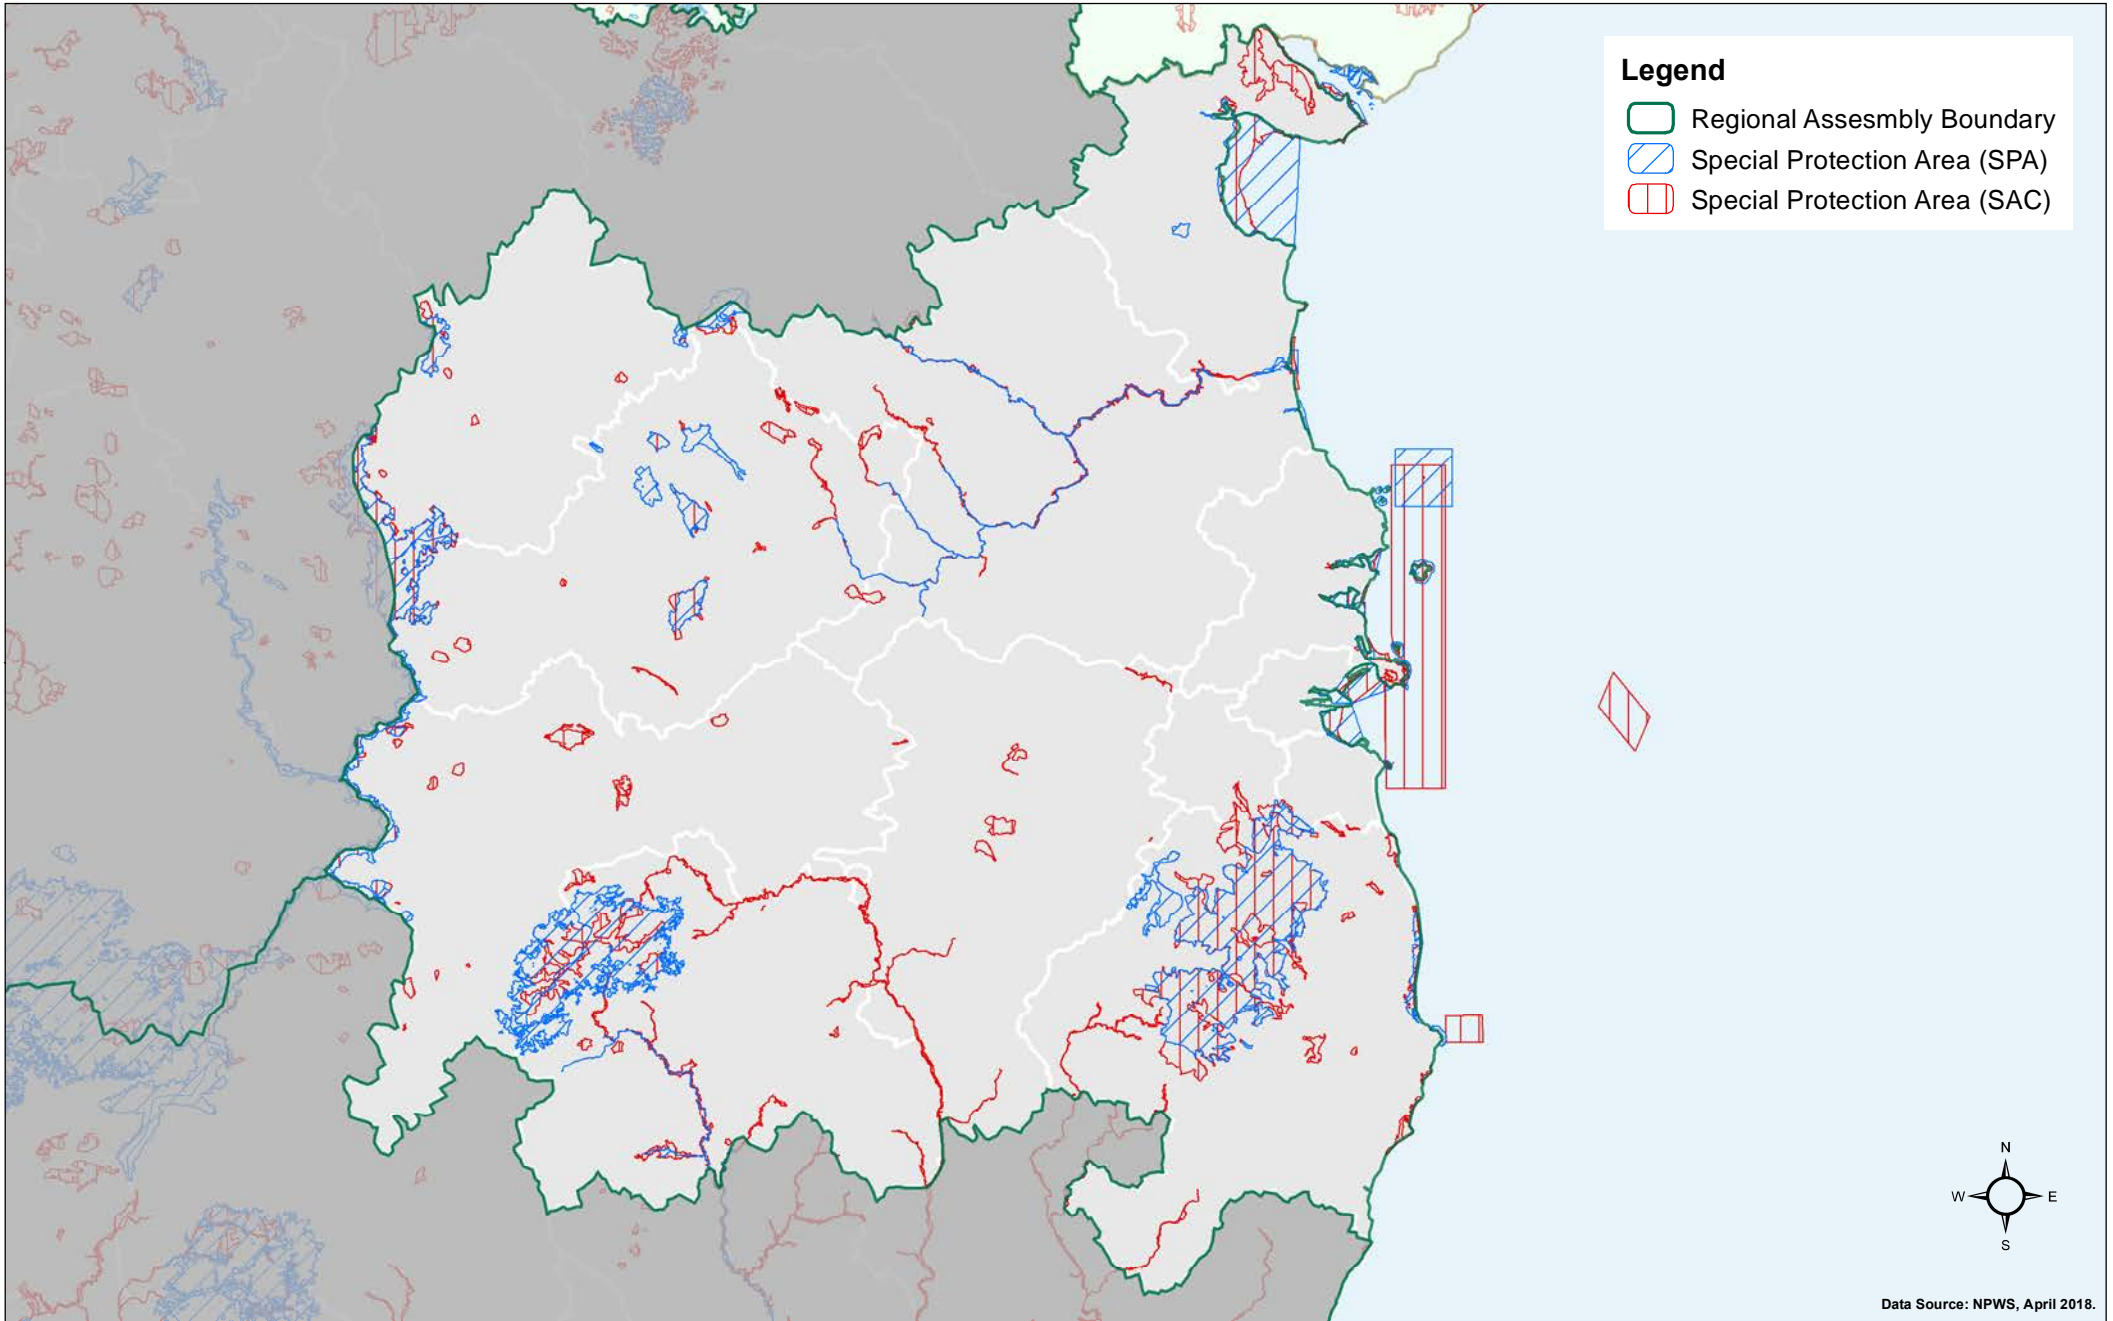 Legend
Regional Assesmbly Boundary
Special Protection Area (SPA)
Special Protection Area (SAC)
N
W E
S
Data Source: NPWS, April 2018.